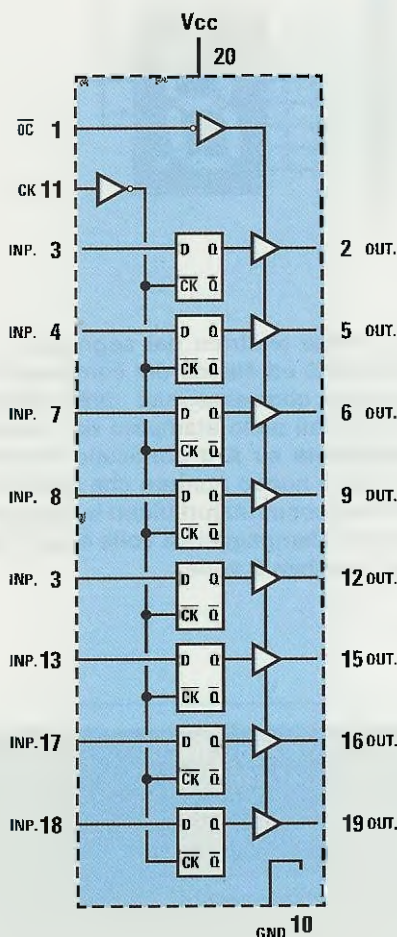 Vcc
20
OC 1
CK 11
INP. 3 D Q 2 OUT.
CK Q
INP. 4 D Q 5 OUT.
CK Q
INP. 7 D Q 6 OUT.
CK Q
INP. 8 D Q 9 OUT.
CK Q
INP. 3 D Q 12 OUT.
CK Q
INP. 13 D Q 15 OUT.
CK Q
INP. 17 D Q 16 OUT.
CK Q
INP. 18 D Q 19 OUT.
CK Q
GND 10